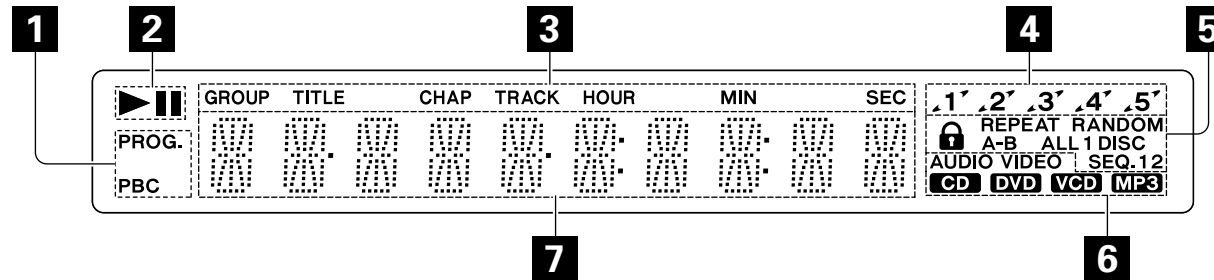 1 2 3 4 5
GROUP TITLE CHAP TRACK HOUR MIN SEC
1 2 3 4 5
PROG.
REPEAT RANDOM
A-B ALL 1 DISC
AUDIO VIDEO SEQ. 12
PBC
CD DVD VCD MP3
7 6